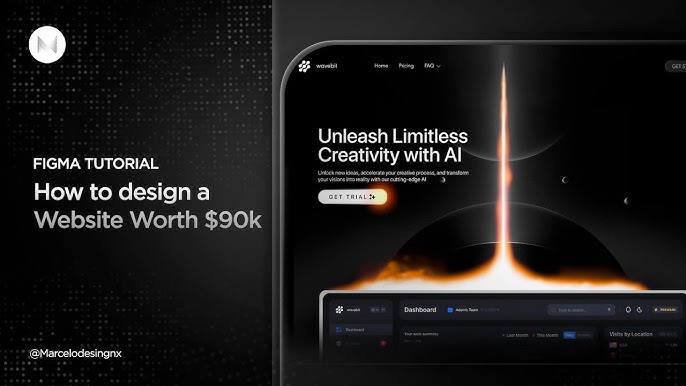 FIGMA TUTORIAL
How to design a
Website Worth $90k
@Marcelodesingnx
wavebit
Home
Pricing
FAQ
GET ST
Unleash Limitless
Creativity with AI
Unlock new ideas, accelerate your creative process, and transform
your visions into reality with our cutting-edge AI
GET TRIAL
wavebit
Dashboard
Adams Team
Type to search...
PREMIUM
Dashboard
Your work summary
Last Month
This Month
Visits by Location